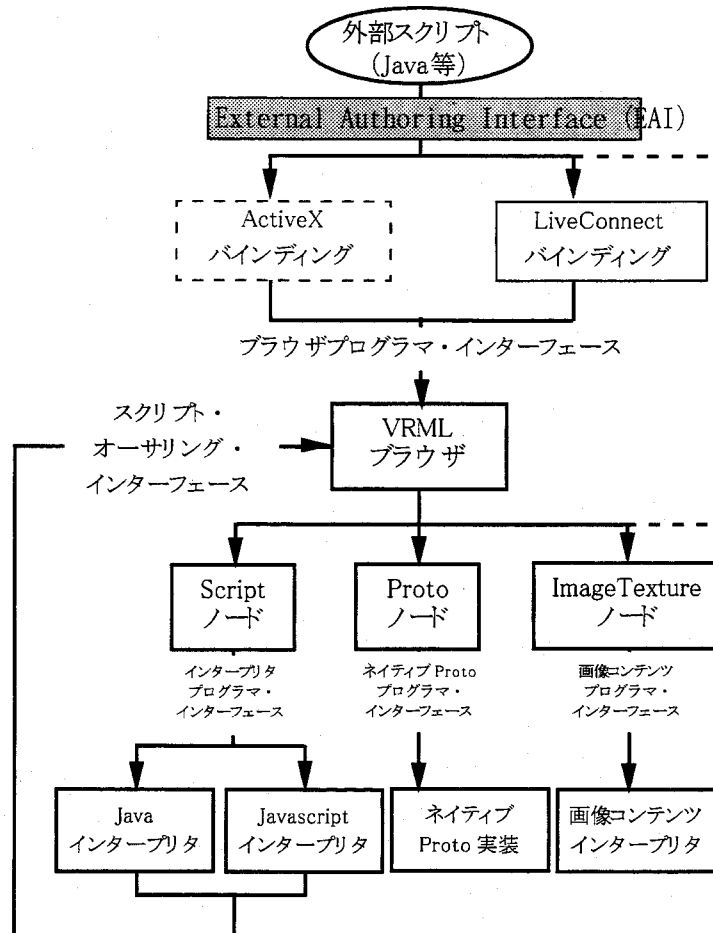 外部スクリプト
(Java等)
External Authoring Interface (EAI)
ActiveX
バインディング
LiveConnect
バインディング
ブラウザプログラマ・インターフェース
スクリプト・
オーサリング・
インターフェース
VRML
ブラウザ
Script
ノード
Proto
ノード
ImageTexture
ノード
インタープリタ
プログラマ・
インターフェース
ネイティブ Proto
プログラマ・
インターフェース
画像コンテンツ
プログラマ・
インターフェース
Java
インタープリタ
Javascript
インタープリタ
ネイティブ
Proto 実装
画像コンテンツ
インタープリタ